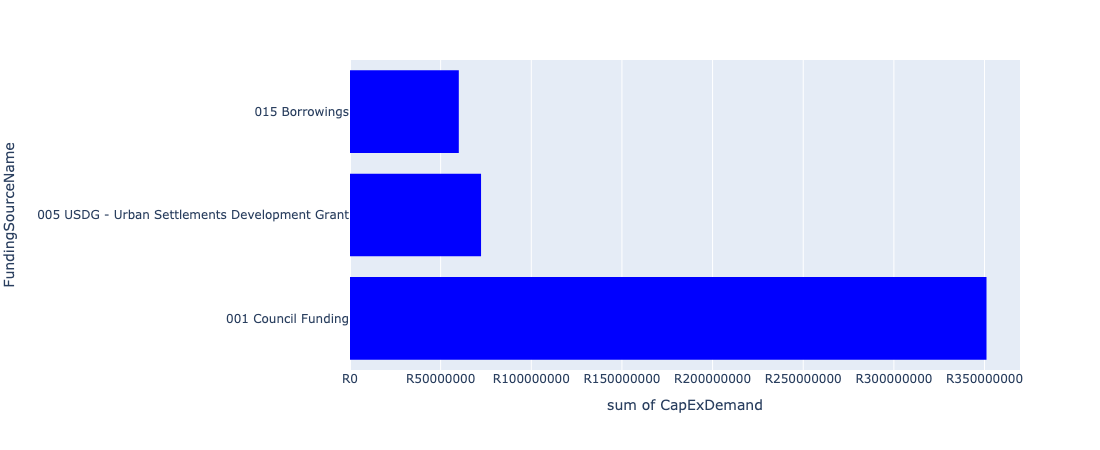 FundingSourceName
015 Borrowings
005 USDG - Urban Settlements Development Grant
001 Council Funding
R0 R50000000 R100000000 R150000000 R200000000 R250000000 R300000000 R350000000
sum of CapExDemand